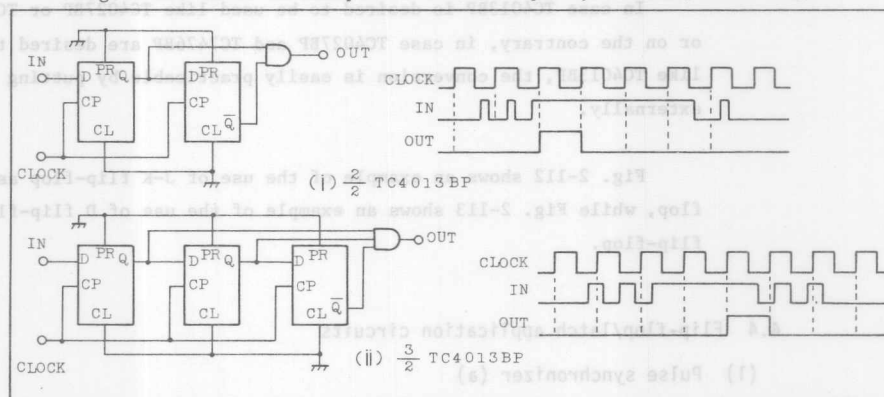 In case TC4013BP is desired to be used like TC4027BP or TC
or on the contrary, in case TC4027BP and TC7476BP are desired t
like TC4013BP, the conversion is easily practicable by putting
externally.
Fig. 2-112 shows an example of the use of J-K flip-flop as
flop, while Fig. 2-113 shows an example of the use of D flip-fl
flip-flop.
4.4 Flip-flop/latch application circuits
(1) Pulse synchronizer (a)
IN
D PR Q
CP
CL
D PR
CP
CL Q̅
OUT
CLOCK
(i) 2/2 TC4013BP
CLOCK
IN
OUT
IN
D PR Q
CP
CL
D PR Q
CP
CL
D PR
CP
CL Q̅
OUT
CLOCK
(ii) 3/2 TC4013BP
CLOCK
IN
OUT